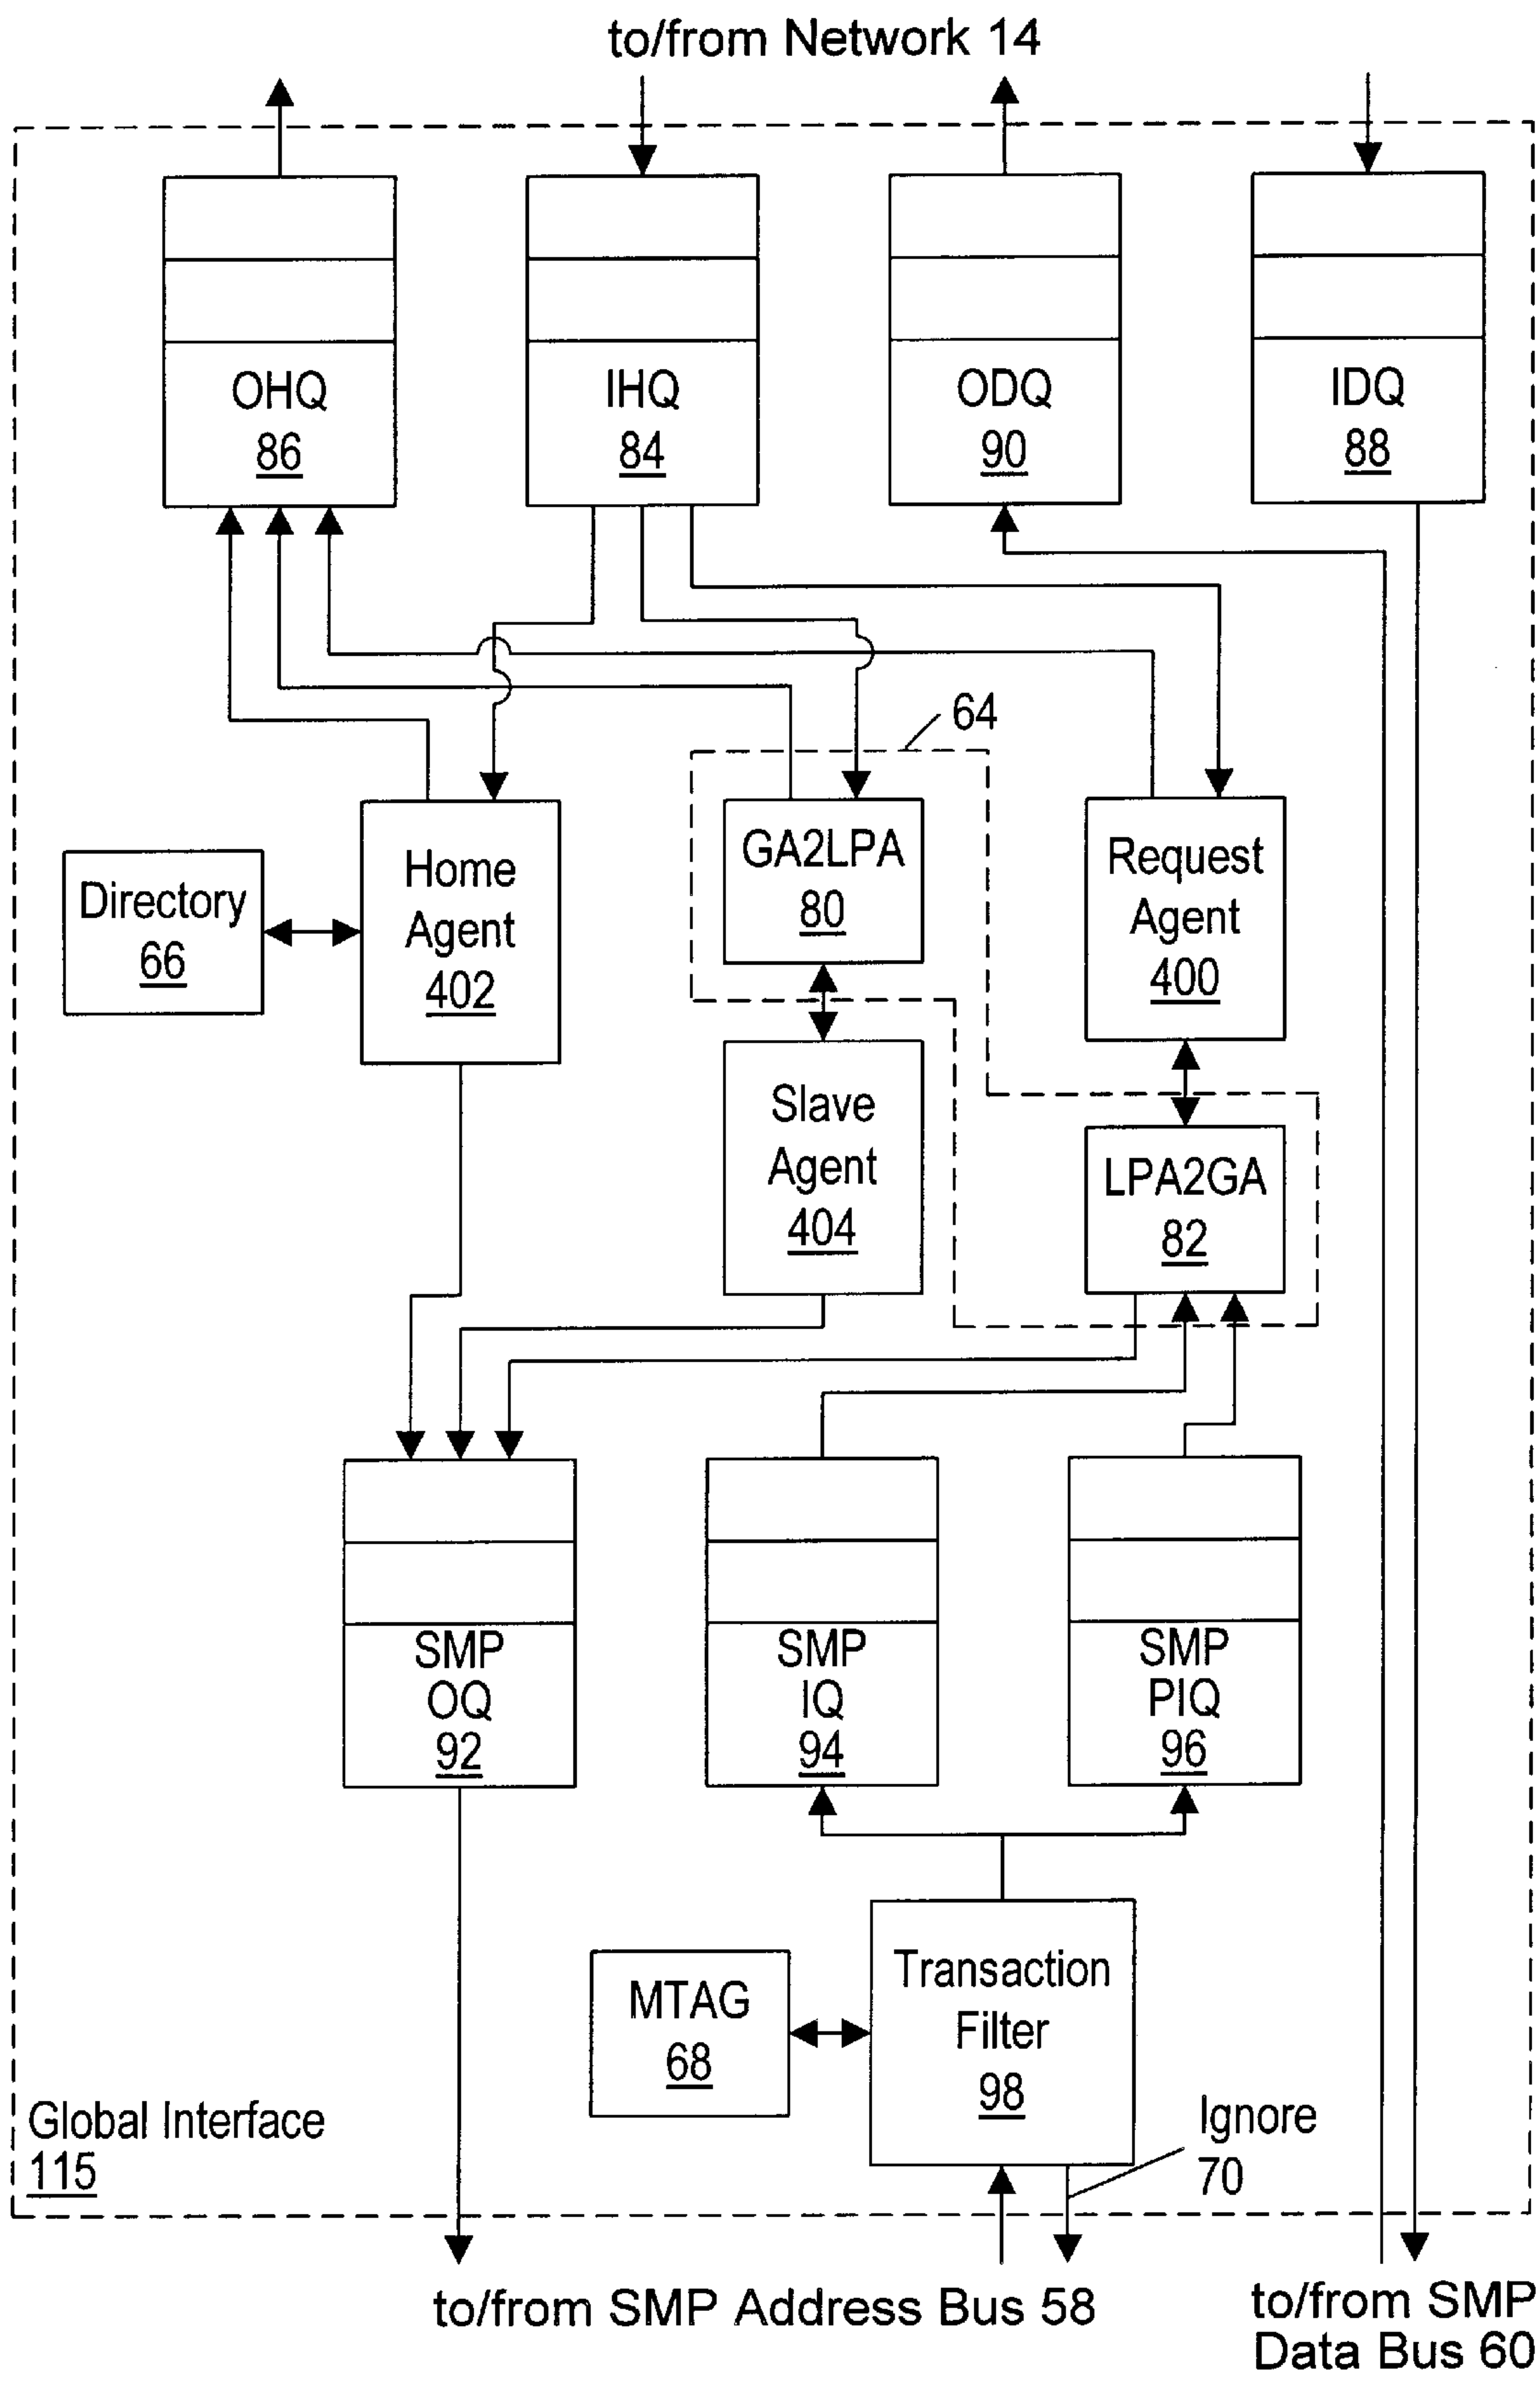 to/from Network 14
OHQ
86
IHQ
84
ODQ
90
IDQ
88
64
Directory
66
Home
Agent
402
GA2LPA
80
Request
Agent
400
Slave
Agent
404
LPA2GA
82
SMP
OQ
92
SMP
IQ
94
SMP
PIQ
96
MTAG
68
Transaction
Filter
98
Global Interface
115
Ignore
70
to/from SMP Address Bus 58
to/from SMP
Data Bus 60